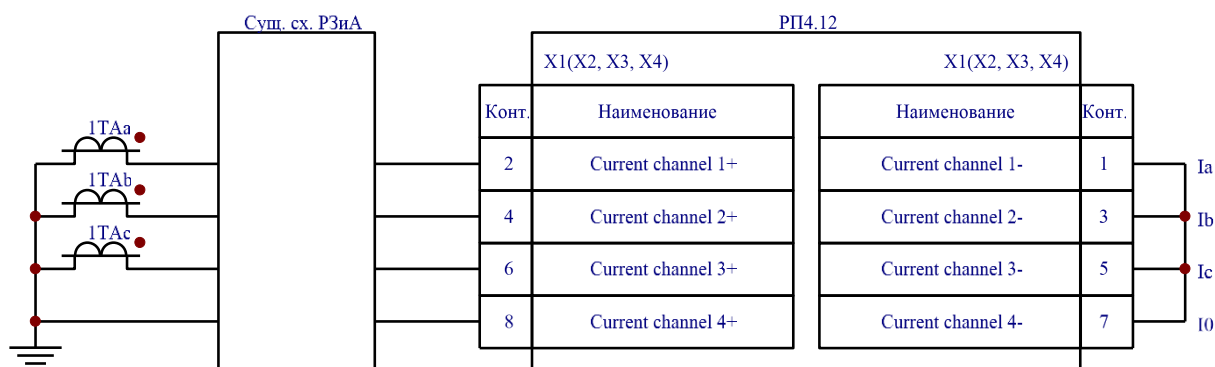 Сущ. сх. РЗиА
РП4.12
X1(X2, X3, X4)
X1(X2, X3, X4)
Конт.
Наименование
Наименование
Конт.
1TAa
2
Current channel 1+
Current channel 1-
1
Ia
1TAb
4
Current channel 2+
Current channel 2-
3
Ib
1TAc
6
Current channel 3+
Current channel 3-
5
Ic
8
Current channel 4+
Current channel 4-
7
I0